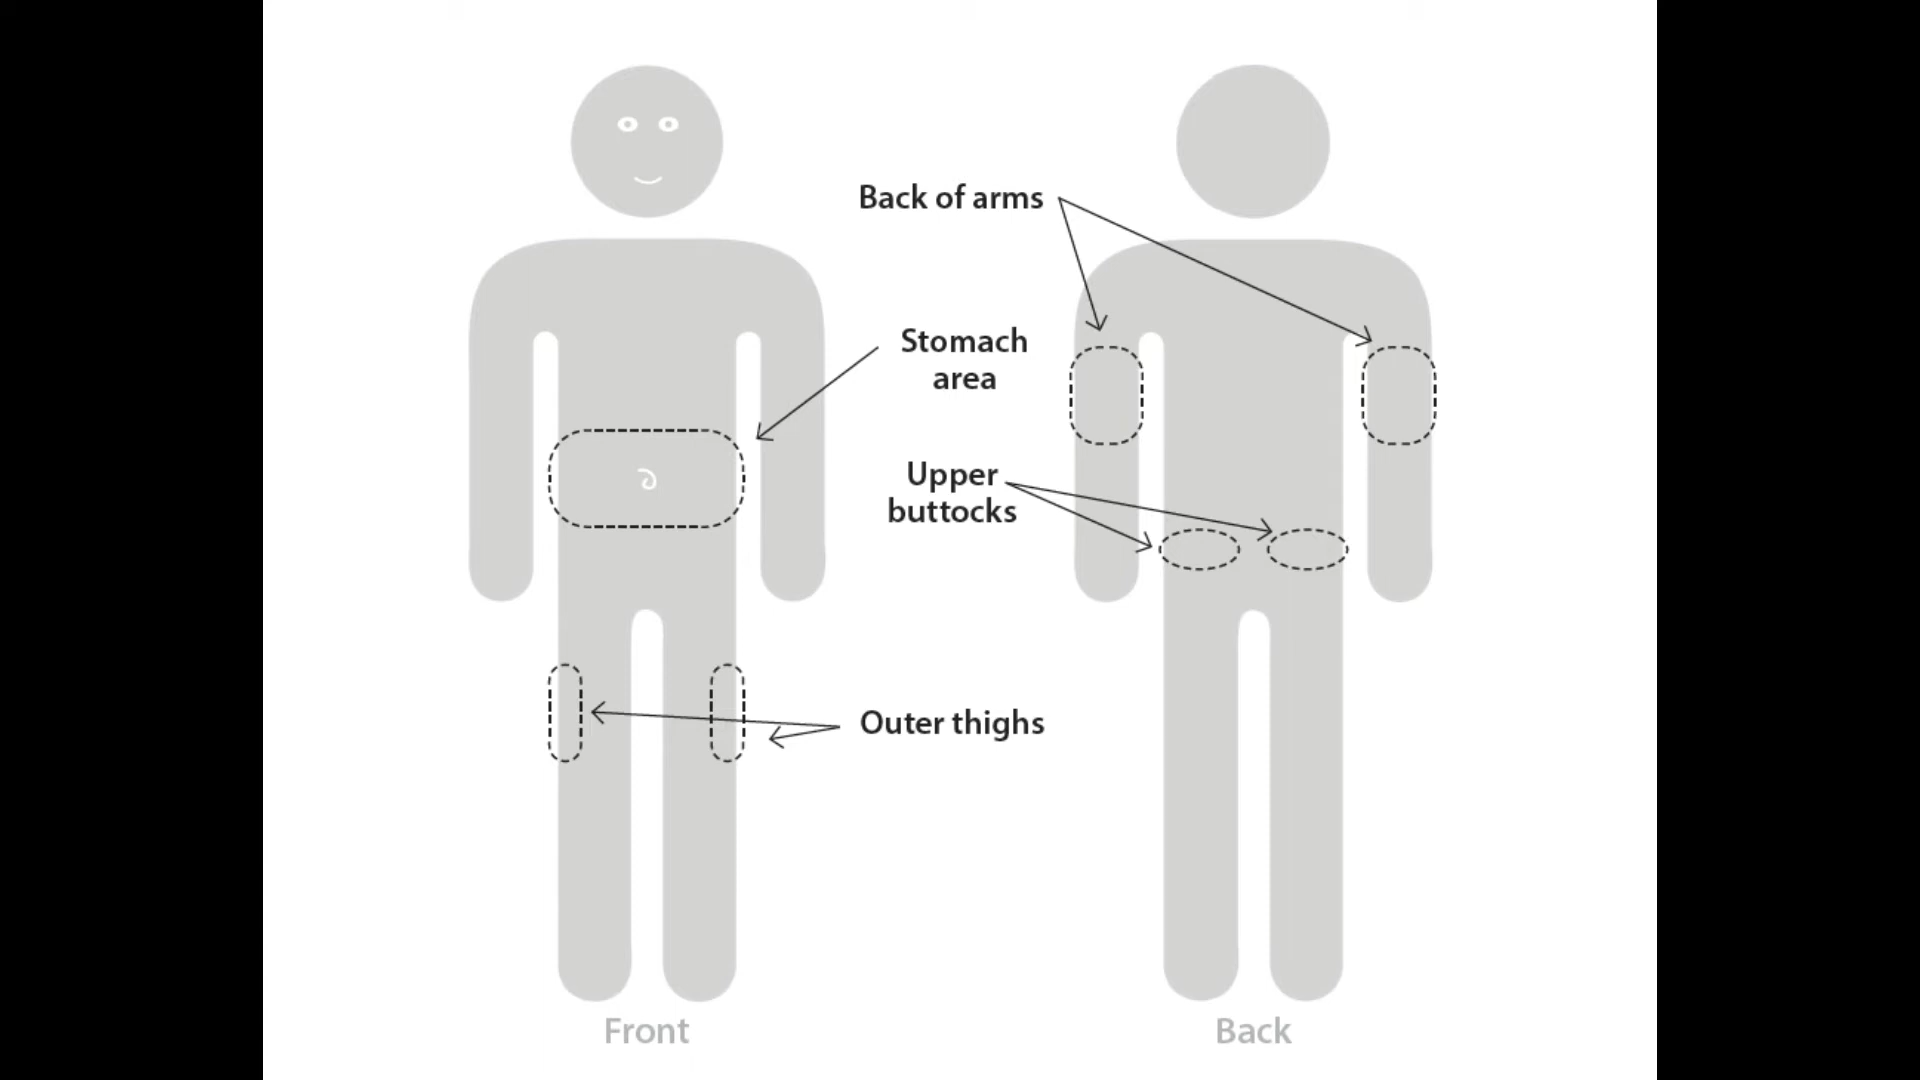 Back of arms
Stomach
area
Upper
buttocks
Outer thighs
Front
Back